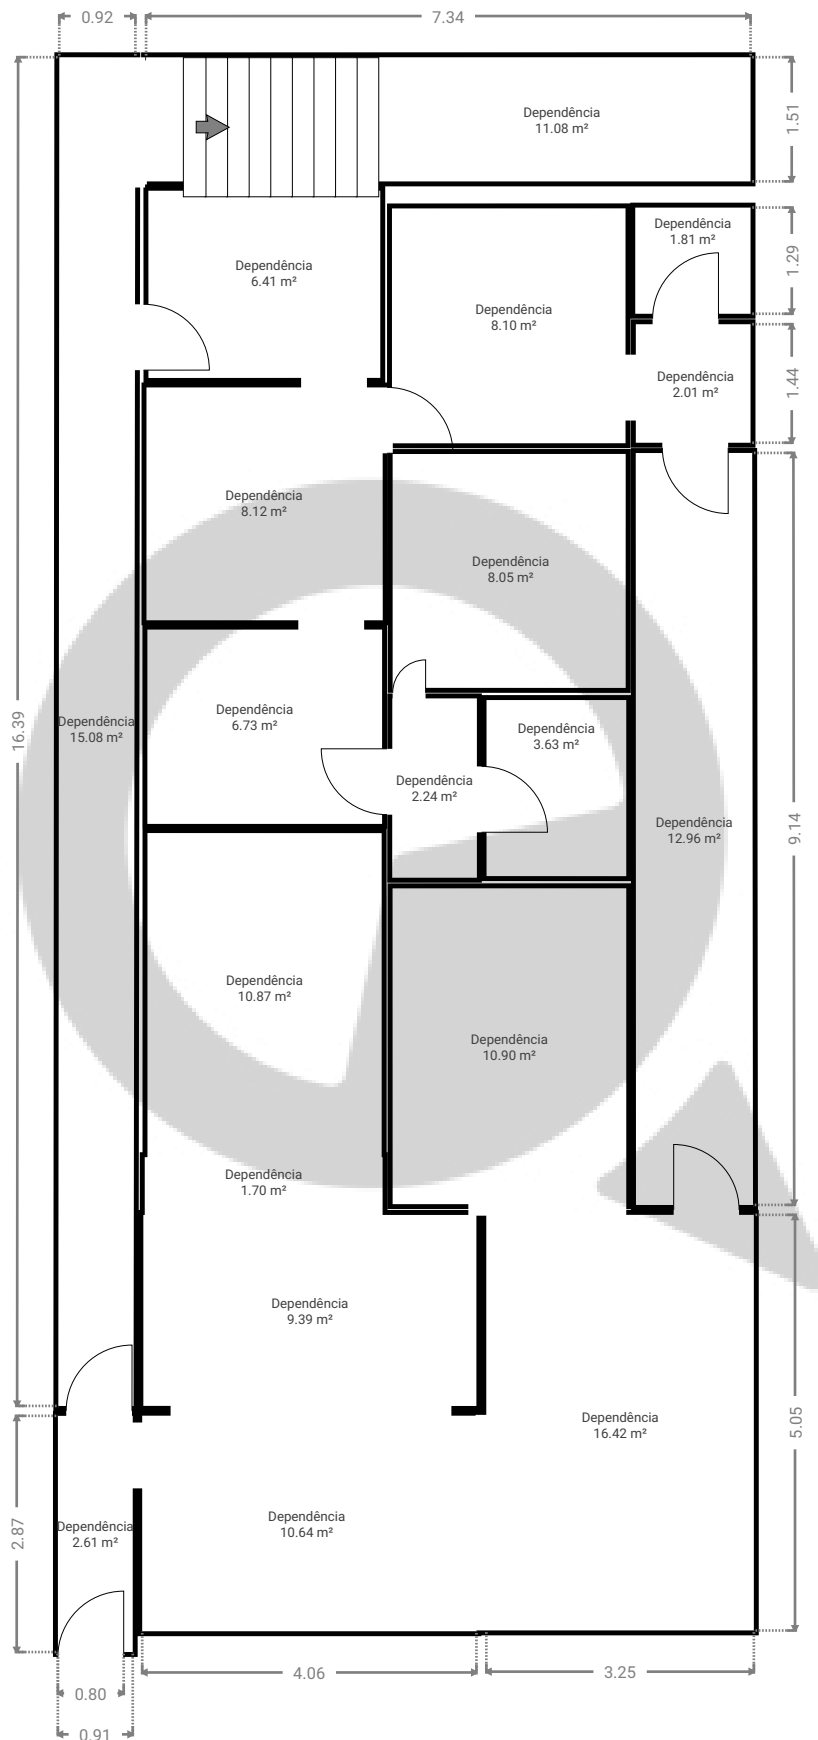 0.92
7.34
Dependência
11.08 m²
1.51
Dependência
1.81 m²
1.29
Dependência
6.41 m²
Dependência
8.10 m²
Dependência
2.01 m²
1.44
Dependência
8.12 m²
Dependência
8.05 m²
16.39
Dependência
15.08 m²
Dependência
6.73 m²
Dependência
3.63 m²
Dependência
2.24 m²
Dependência
12.96 m²
9.14
Dependência
10.87 m²
Dependência
10.90 m²
Dependência
1.70 m²
Dependência
9.39 m²
Dependência
16.42 m²
5.05
2.87
Dependência
2.61 m²
Dependência
10.64 m²
4.06
3.25
0.80
0.91